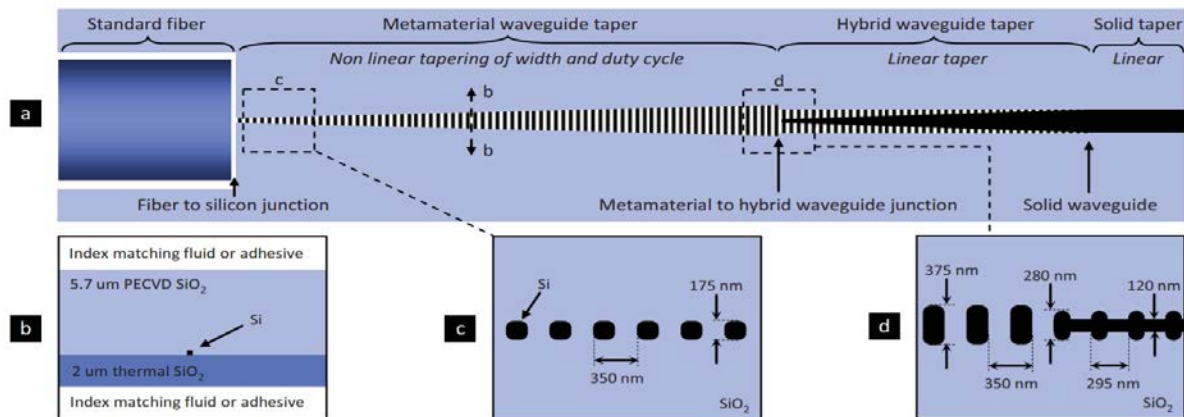 Standard fiber
Metamaterial waveguide taper
Hybrid waveguide taper
Solid taper
Non linear tapering of width and duty cycle
Linear taper
Linear
a
c
b
b
d
Fiber to silicon junction
Metamaterial to hybrid waveguide junction
Solid waveguide
b
Index matching fluid or adhesive
5.7 um PECVD SiO2
Si
2 um thermal SiO2
Index matching fluid or adhesive
c
Si
175 nm
350 nm
SiO2
d
375 nm
280 nm
120 nm
350 nm
295 nm
SiO2